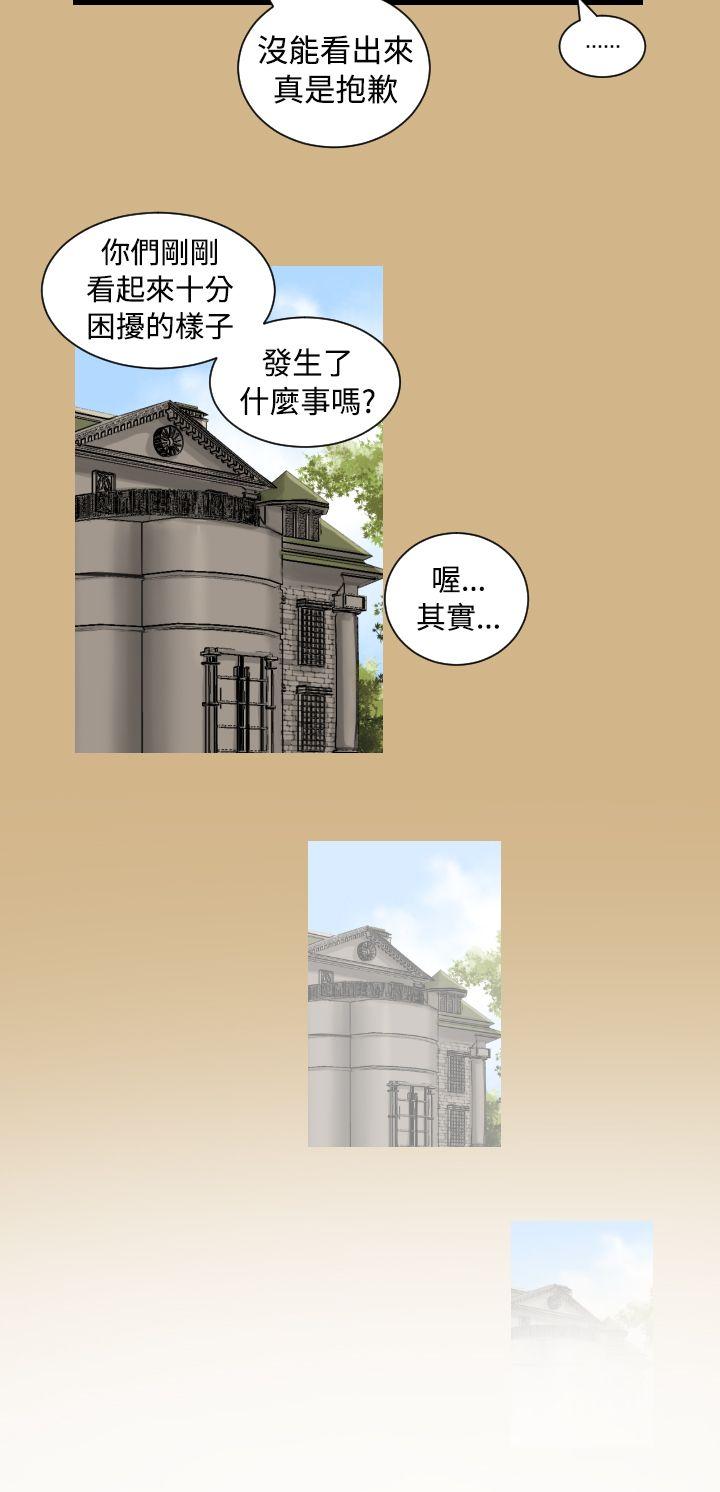 ……
沒能看出來
真是抱歉
你們剛剛
看起來十分
困擾的樣子
發生了
什麼事嗎?
喔…
其實…